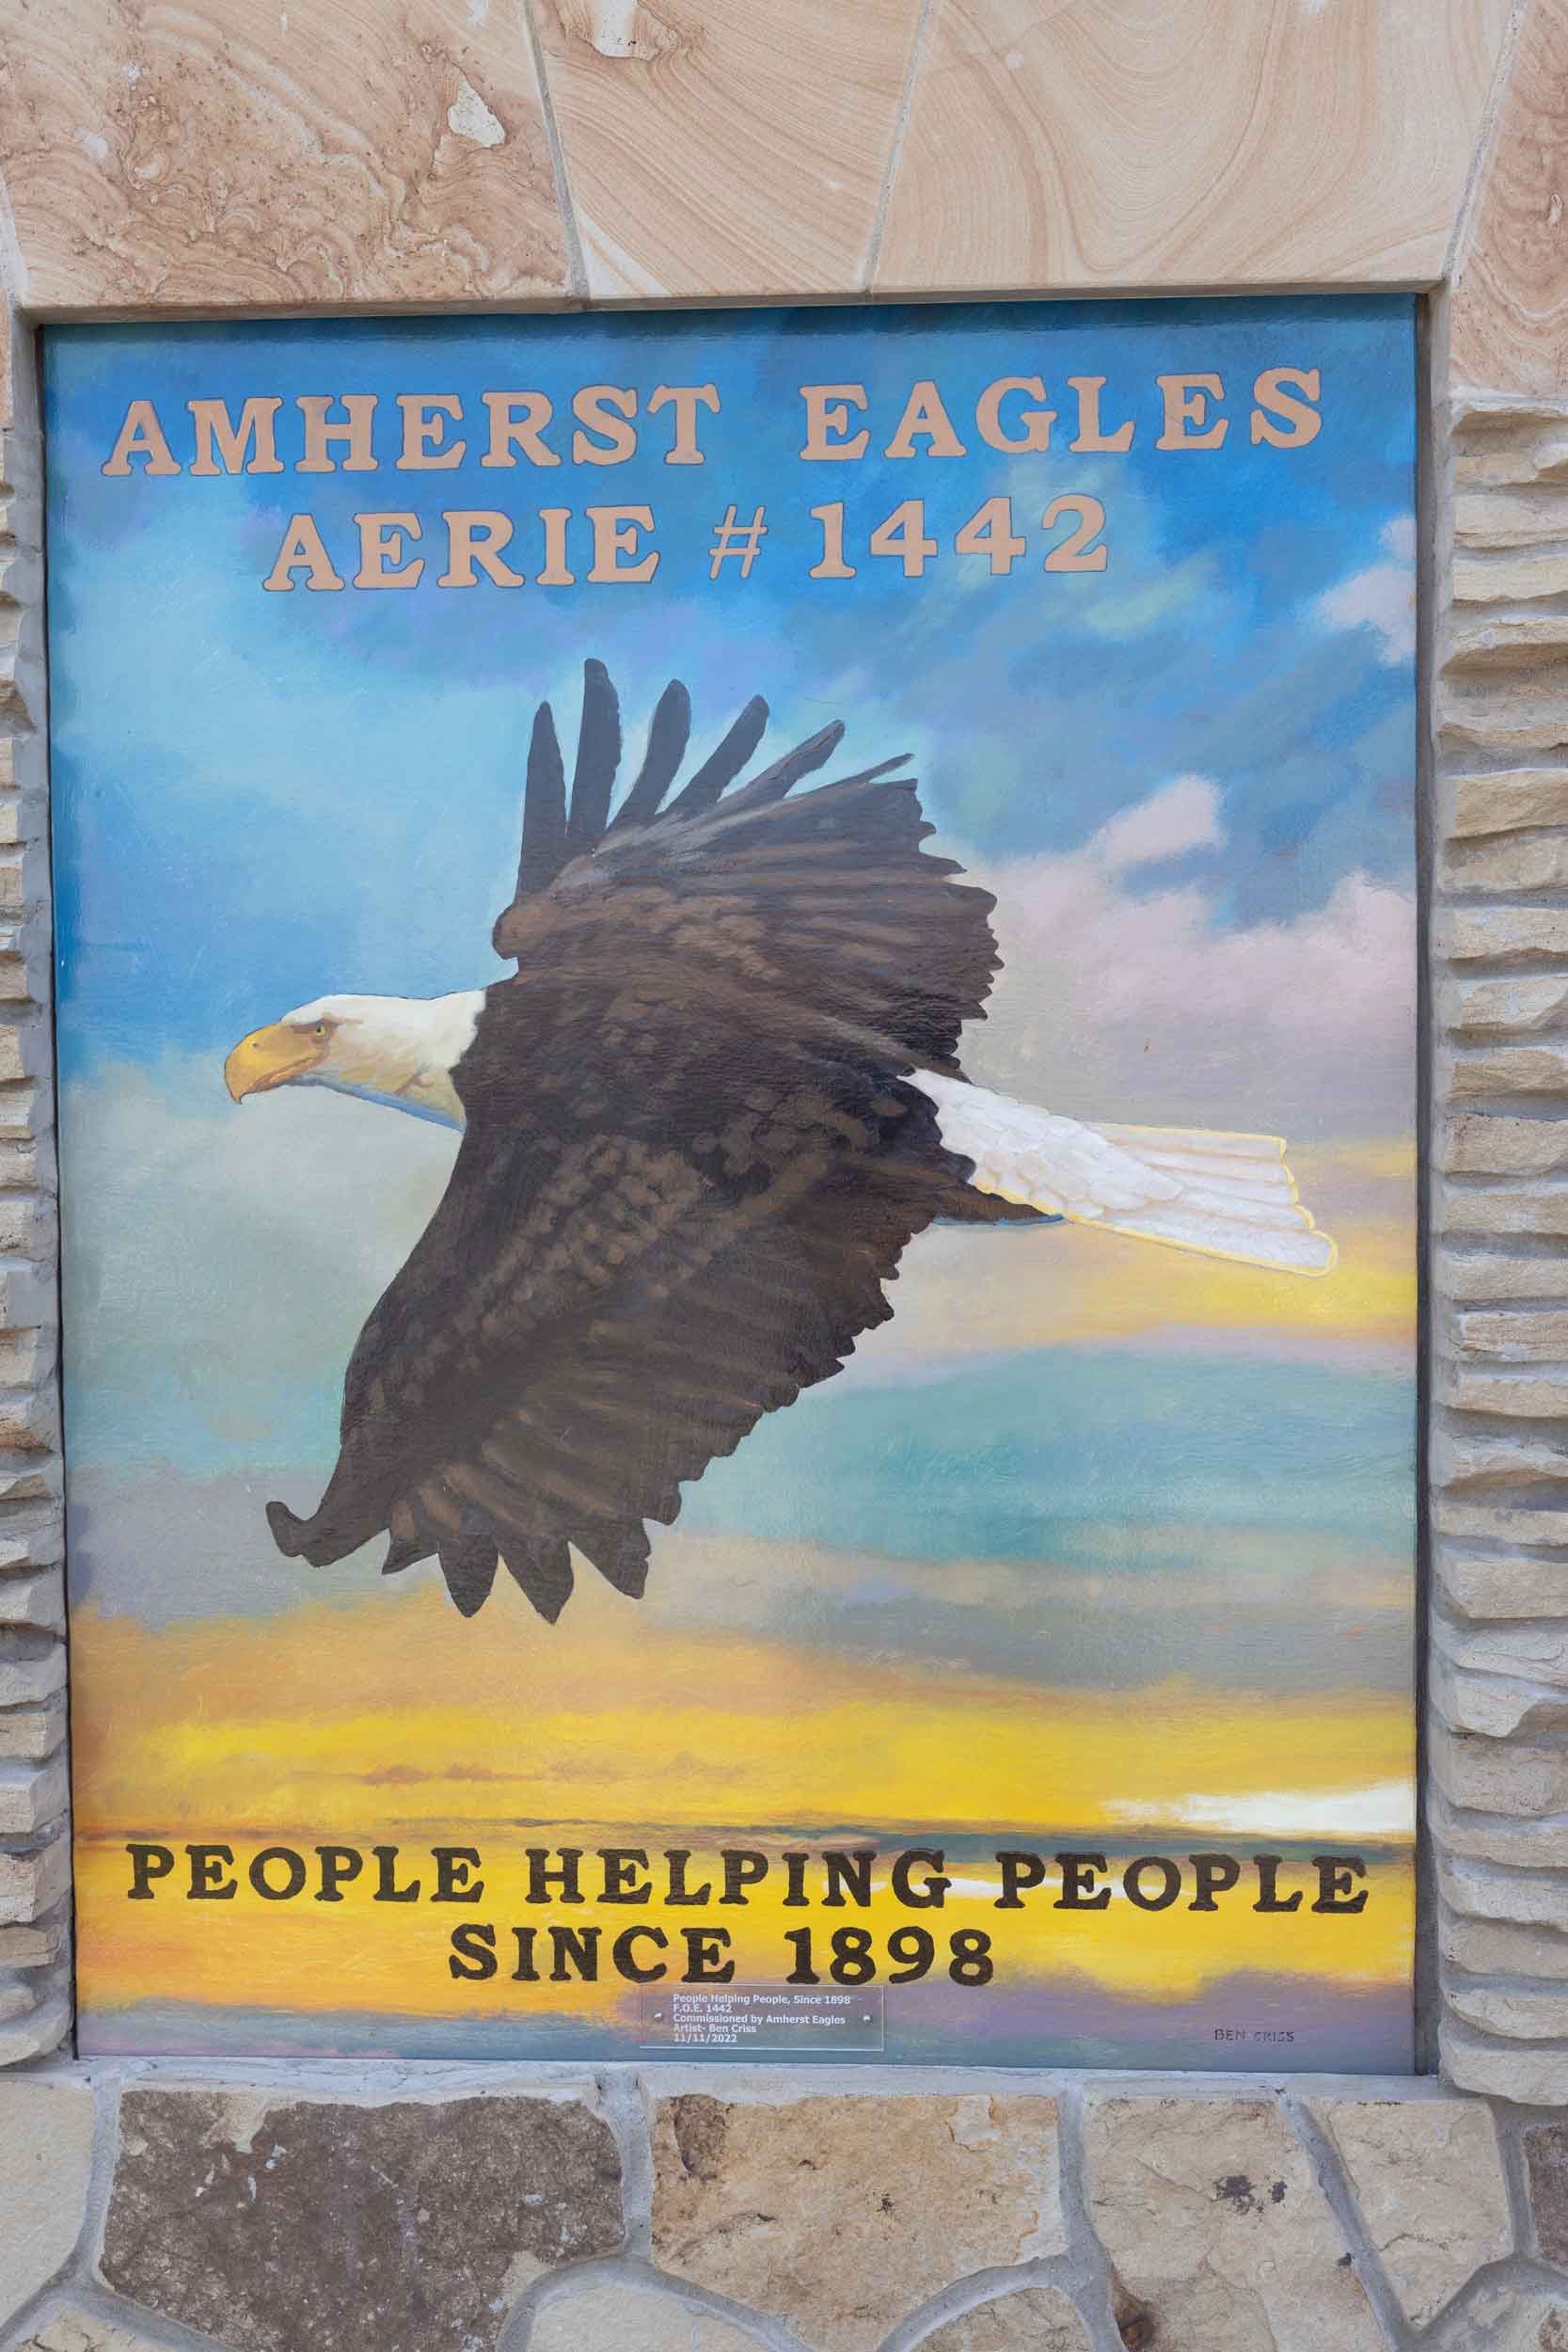 AMHERST EAGLES
AERIE # 1442
PEOPLE HELPING PEOPLE
SINCE 1898
People Helping People, Since 1898
F.O.E. 1442
Commissioned by Amherst Eagles
Artist- Ben Criss
11/11/2022
BEN CRISS